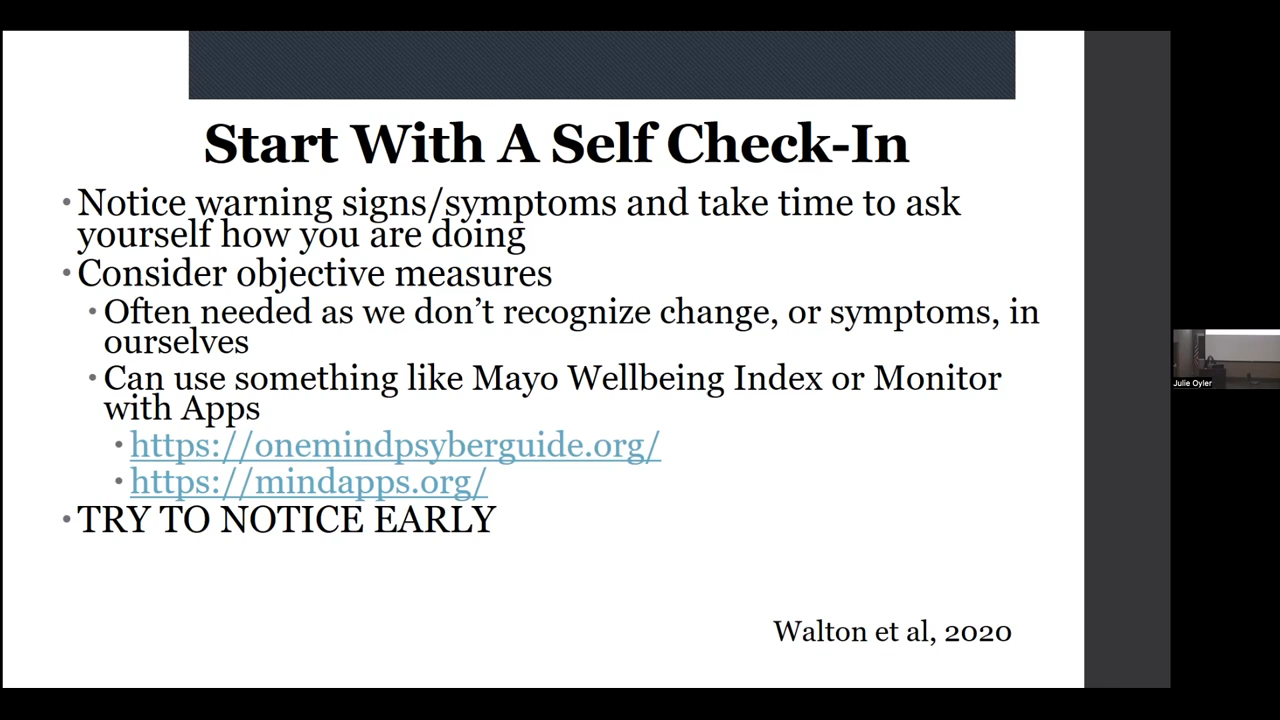 Start With A Self Check-In
• Notice warning signs/symptoms and take time to ask
yourself how you are doing
• Consider objective measures
• Often needed as we don’t recognize change, or symptoms, in
ourselves
• Can use something like Mayo Wellbeing Index or Monitor
with Apps
• https://onemindpsyberguide.org/
• https://mindapps.org/
• TRY TO NOTICE EARLY
Walton et al, 2020
Julie Oyler